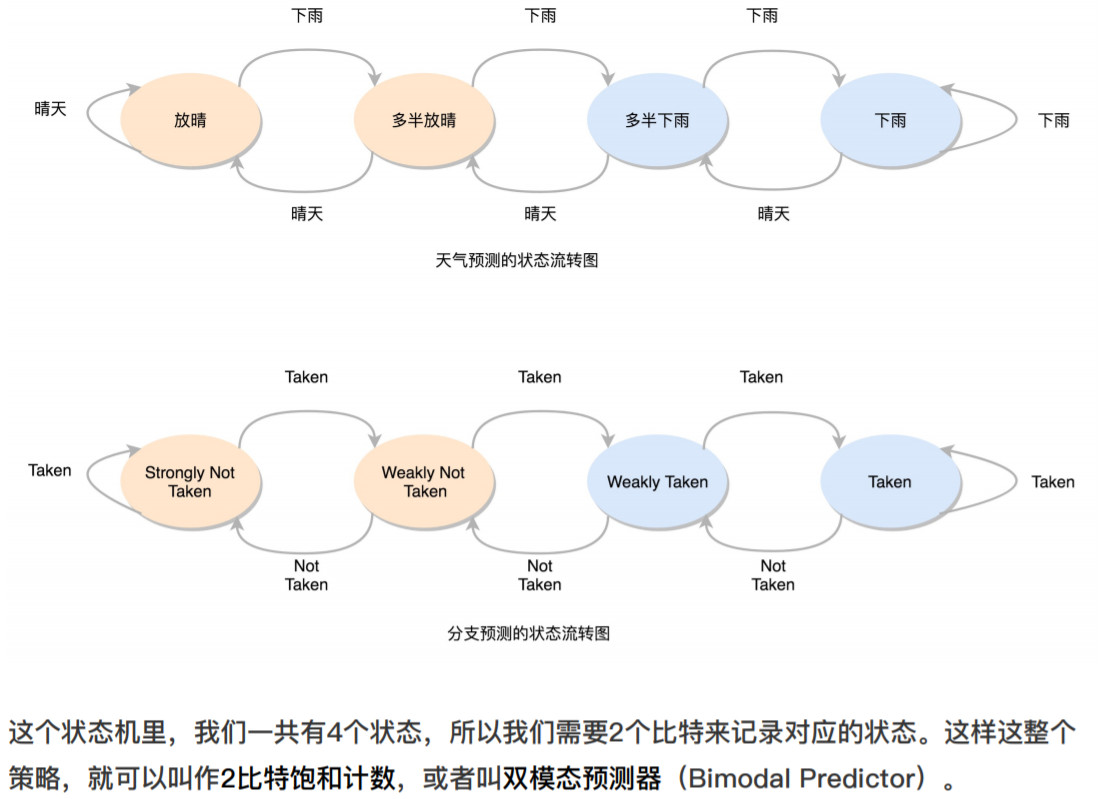 下雨 下雨 下雨
晴天 放晴 多半放晴 多半下雨 下雨 下雨
晴天 晴天 晴天
天气预测的状态流转图
Taken Taken Taken
Taken Strongly Not Taken Weakly Not Taken Weakly Taken Taken Taken
Not Taken Not Taken Not Taken
分支预测的状态流转图
这个状态机里，我们一共有4个状态，所以我们需要2个比特来记录对应的状态。这样这整个
策略，就可以叫作2比特饱和计数，或者叫双模态预测器（Bimodal Predictor）。